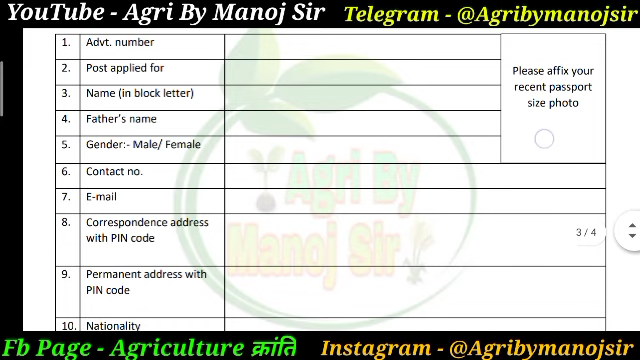 YouTube - Agri By Manoj Sir Telegram - @Agribymanojsir
1. Advt. number
2. Post applied for
3. Name (in block letter)
4. Father's name
5. Gender:- Male/ Female
Please affix your
recent passport
size photo
6. Contact no.
7. E-mail
8. Correspondence address
with PIN code
9. Permanent address with
PIN code
10. Nationality
Agri By
Manoj Sir
3 / 4
Fb Page - Agriculture क्रांति Instagram - @Agribymanojsir